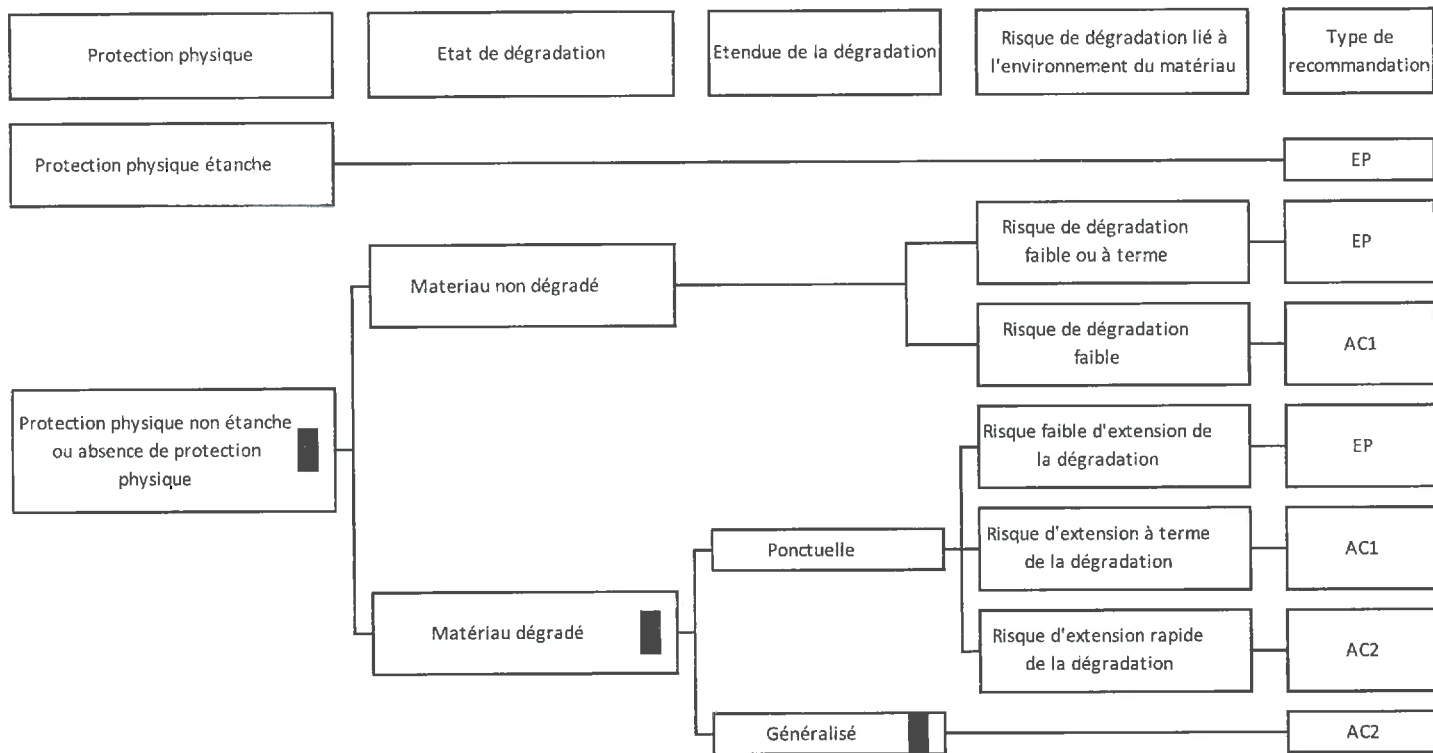 Protection physique
Etat de dégradation
Etendue de la dégradation
Risque de dégradation lié à
l'environnement du matériau
Type de
recommandation
Protection physique étanche
EP
Risque de dégradation
faible ou à terme
EP
Materiau non dégradé
Risque de dégradation
faible
AC1
Protection physique non étanche
ou absence de protection
physique
Risque faible d'extension de
la dégradation
EP
Ponctuelle
Risque d'extension à terme
de la dégradation
AC1
Matériau dégradé
Risque d'extension rapide
de la dégradation
AC2
Généralisé
AC2